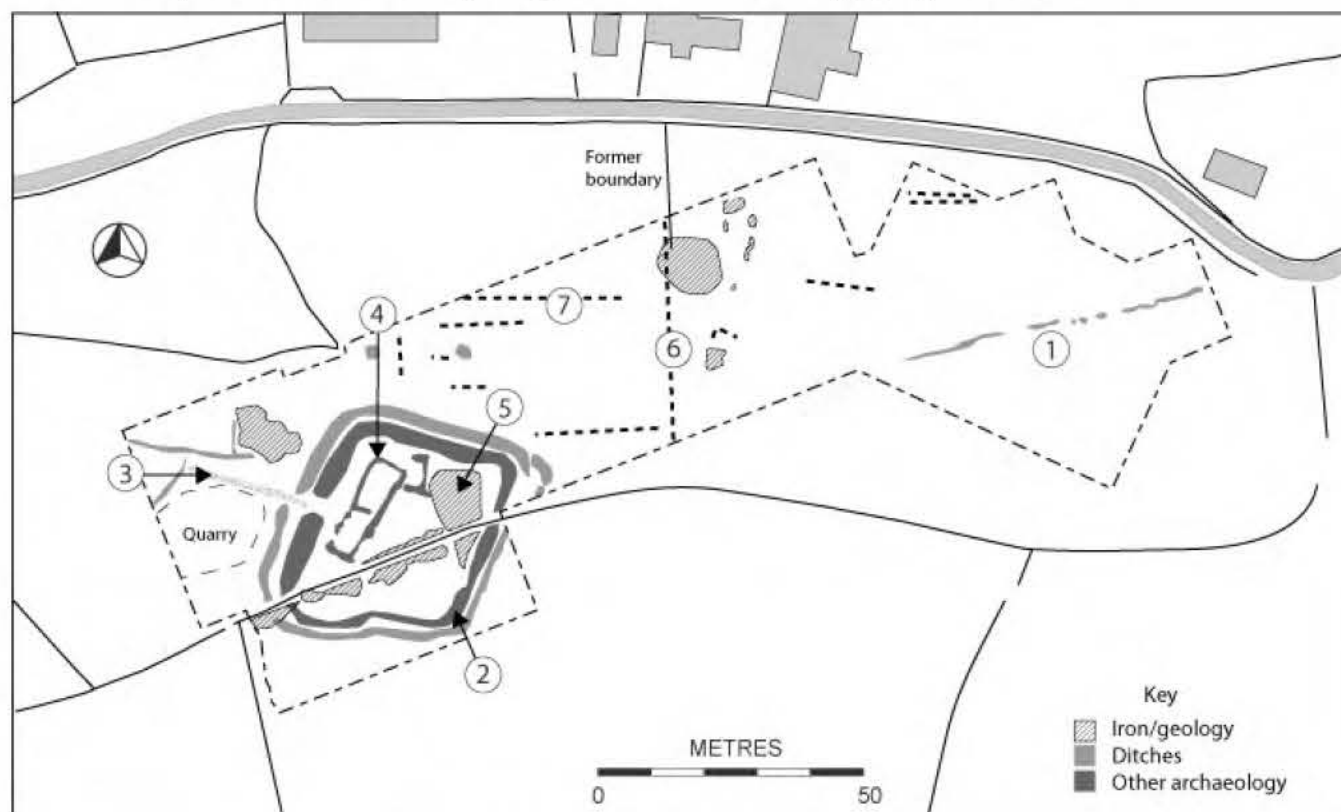 Former
boundary
4
7
6
1
5
3
Quarry
2
Key
Iron/geology
Ditches
Other archaeology
METRES
0
50